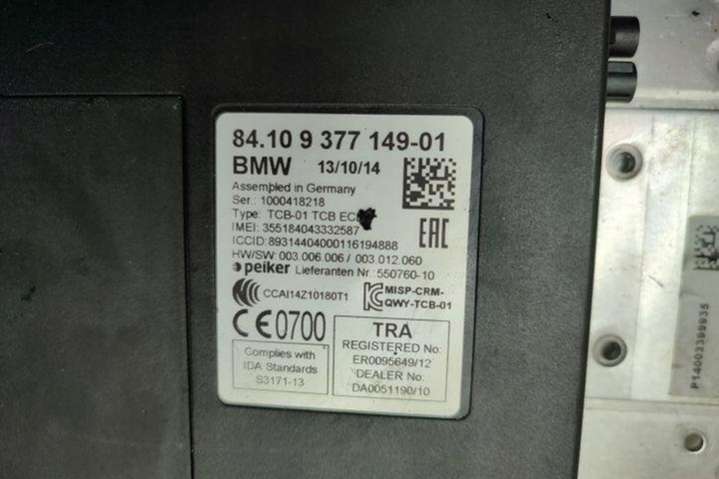 84.10 9 377 149-01
BMW 13/10/14
Assembled in Germany
Ser.: 1000418218
Type: TCB-01 TCB EC
IMEI: 355184043332587
ICCID: 89314404000116194888
HW/SW: 003.006.006 / 003.012.060
peiker Lieferanten Nr.: 550760-10
CCAI14Z10180T1
MISP-CRM-
QWY-TCB-01
EAC
CE0700
Complies with
IDA Standards
S3171-13
TRA
REGISTERED No:
ER0095649/12
DEALER No:
DA0051190/10
P14003399935